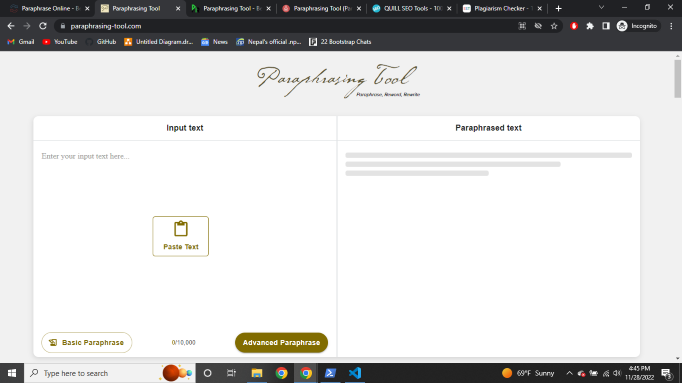 Paraphrase Online - Be
Paraphrasing Tool
Paraphrasing Tool - Be
Paraphrasing Tool (Pa
QUILL SEO Tools - 10
Plagiarism Checker -
paraphrasing-tool.com
Incognito
Gmail
YouTube
GitHub
Untitled Diagram.dr...
News
Nepal's official .np...
22 Bootstrap Chats
Paraphrasing Tool
Paraphrase, Reword, Rewrite
Input text
Paraphrased text
Enter your input text here...
Paste Text
Basic Paraphrase
0/10,000
Advanced Paraphrase
Type here to search
69°F Sunny
4:45 PM
11/28/2022
3